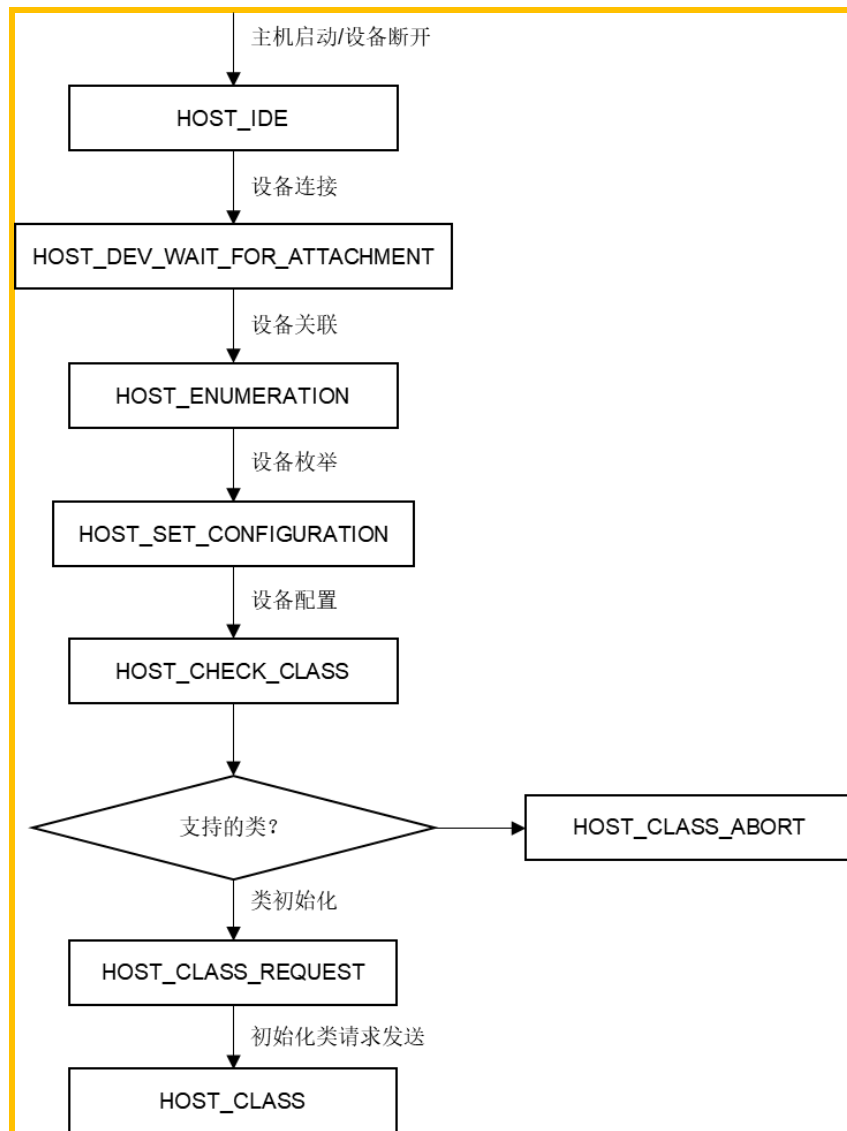 主机启动/设备断开
HOST_IDE
设备连接
HOST_DEV_WAIT_FOR_ATTACHMENT
设备关联
HOST_ENUMERATION
设备枚举
HOST_SET_CONFIGURATION
设备配置
HOST_CHECK_CLASS
支持的类?
HOST_CLASS_ABORT
类初始化
HOST_CLASS_REQUEST
初始化类请求发送
HOST_CLASS